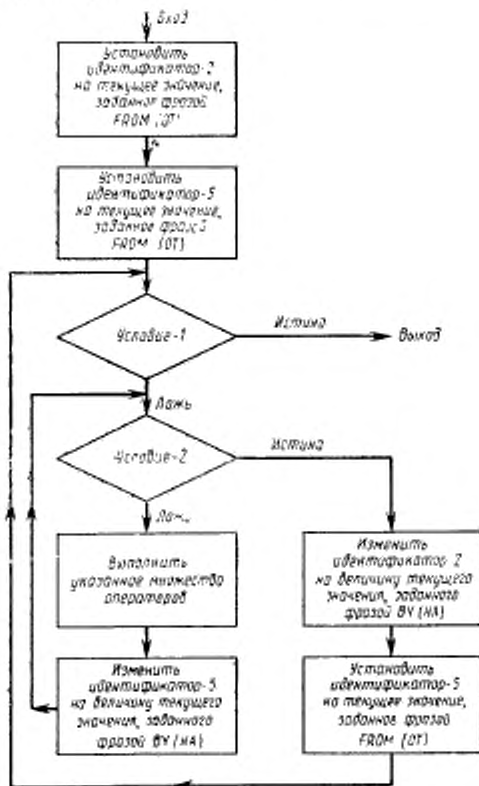 Вход
Установить
идентификатор-2
на текущее значение,
заданное фразой
FROM (ОТ)
Установить
идентификатор-5
на текущее значение,
заданное фразой
FROM (ОТ)
Условие-1
Истина
Выход
Ложь
Условие-2
Истина
Ложь
Выполнить
указанное множество
операторов
Изменить
идентификатор-5
на величину текущего
значения, заданного
фразой BY (НА)
Изменить
идентификатор 2
на величину текущего
значения, заданного
фразой BY (НА)
Установить
идентификатор-5
на текущее значение,
заданное фразой
FROM (ОТ)